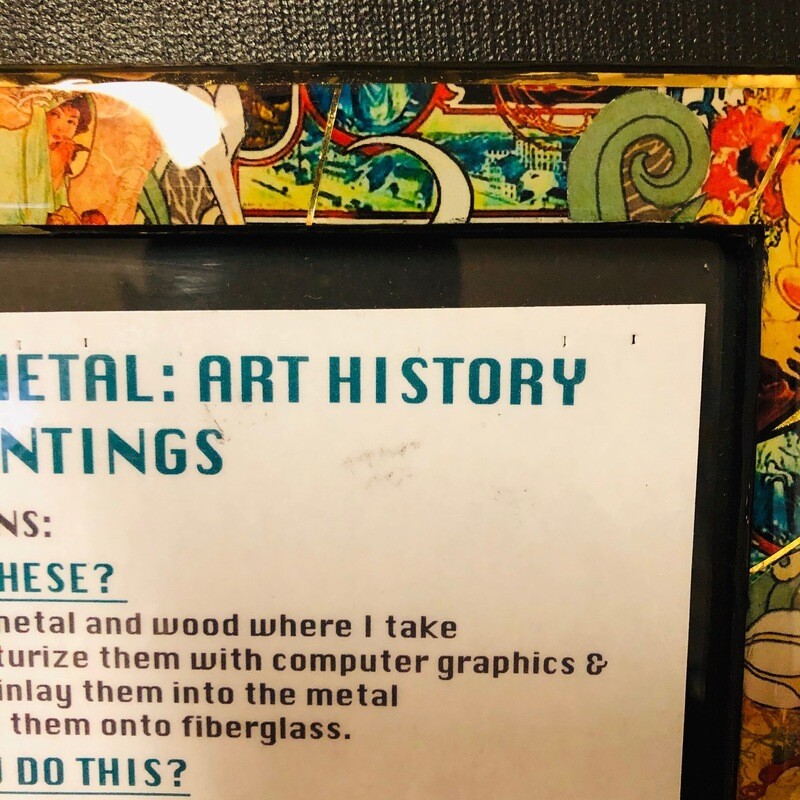 METAL: ART HISTORY
NTINGS
NS:
HESE?
metal and wood where I take
turize them with computer graphics &
inlay them into the metal
them onto fiberglass.
DO THIS?